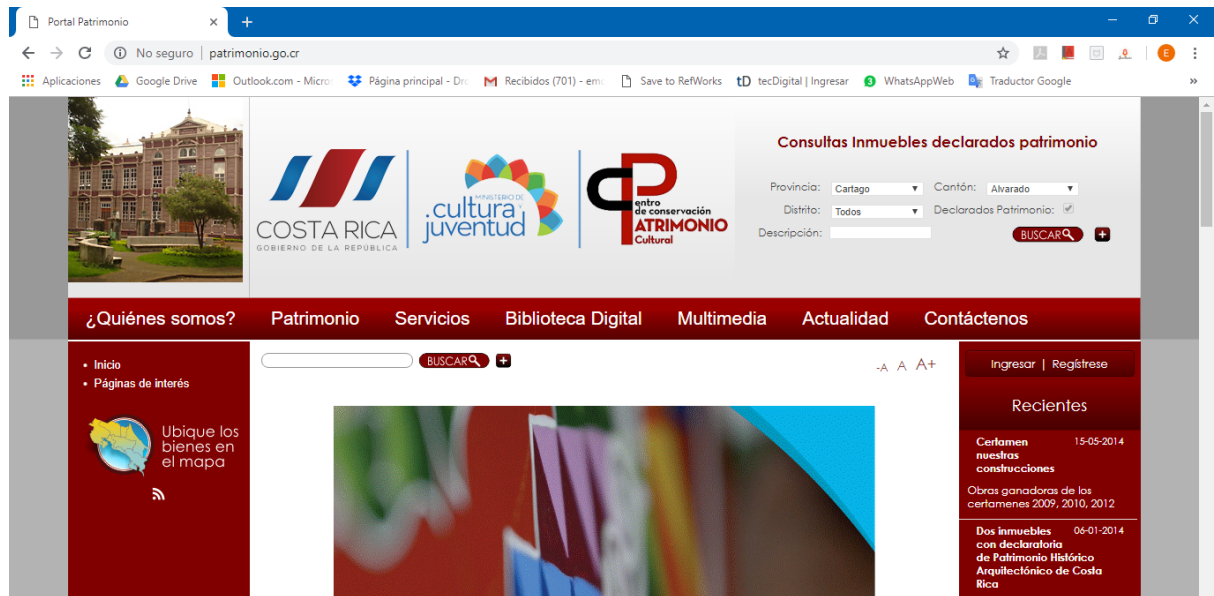 Portal Patrimonio
No seguro | patrimonio.go.cr
E
Aplicaciones Google Drive Outlook.com - Micro Página principal - Dro Recibidos (701) - emo Save to RefWorks tD tecDigital | Ingresar WhatsAppWeb Traductor Google »
COSTA RICA
GOBIERNO DE LA REPÚBLICA
MINISTERIO DE
.cultura y
juventud
entro
de conservación
PATRIMONIO
Cultural
Consultas Inmuebles declarados patrimonio
Provincia: Cartago Cantón: Alvarado
Distrito: Todos Declarados Patrimonio:
Descripción:
BUSCAR
¿Quiénes somos? Patrimonio Servicios Biblioteca Digital Multimedia Actualidad Contáctenos
• Inicio
• Páginas de interés
Ubique los
bienes en
el mapa
BUSCAR
-A A A+
Ingresar | Regístrese
Recientes
Certamen 15-05-2014
nuestras
construcciones
Obras ganadoras de los
certamenes 2009, 2010, 2012
Dos inmuebles 06-01-2014
con declaratoria
de Patrimonio Histórico
Arquitectónico de Costa
Rica